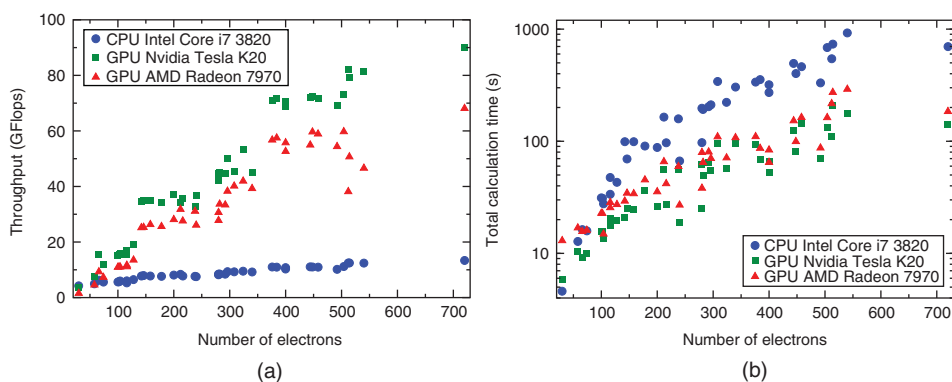 Throughput (GFlops)
100
80
60
40
20
0
CPU Intel Core i7 3820
GPU Nvidia Tesla K20
GPU AMD Radeon 7970
100 200 300 400 500 600 700
Number of electrons
(a)
Total calculation time (s)
1000
100
10
CPU Intel Core i7 3820
GPU Nvidia Tesla K20
GPU AMD Radeon 7970
100 200 300 400 500 600 700
Number of electrons
(b)